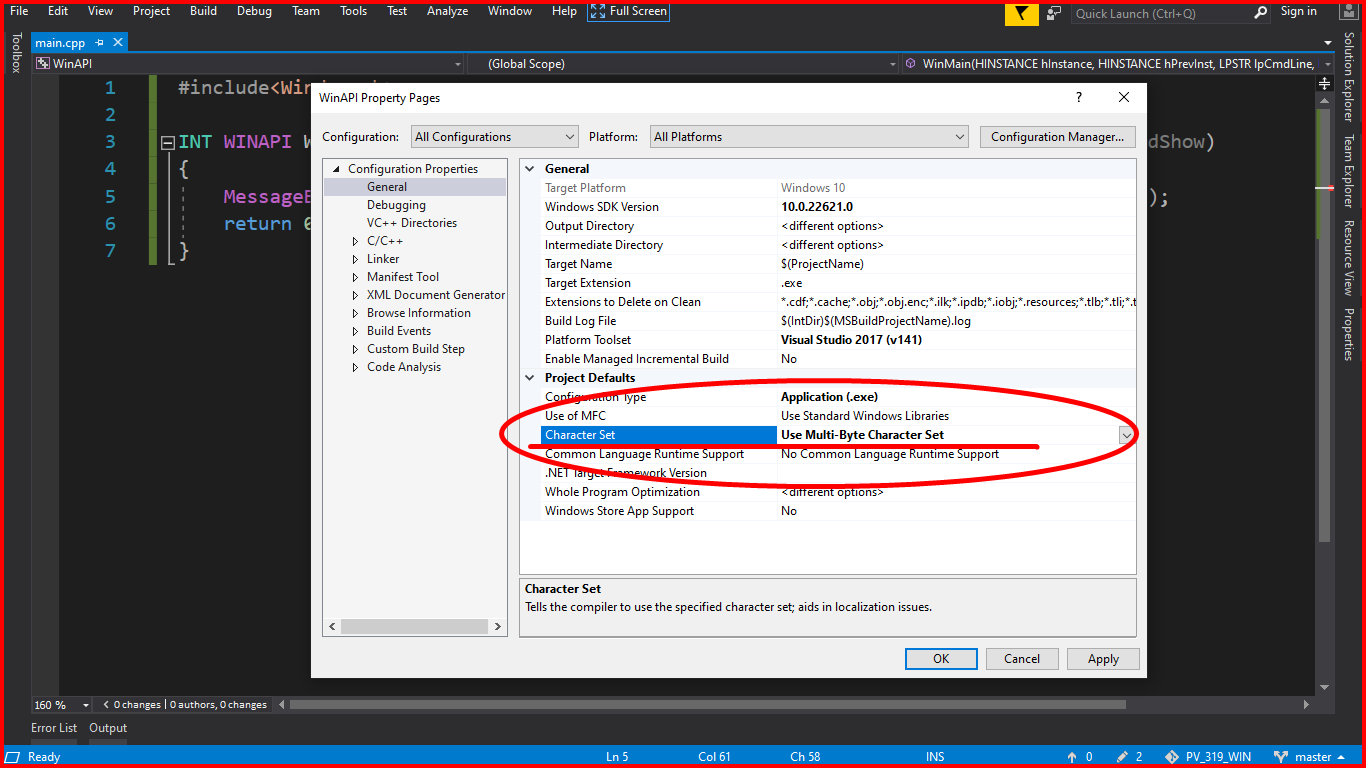 File Edit View Project Build Debug Team Tools Test Analyze Window Help Full Screen Quick Launch (Ctrl+Q) Sign in
Toolbox
main.cpp
WinAPI (Global Scope) WinMain(HINSTANCE hInstance, HINSTANCE hPrevInst, LPSTR lpCmdLine,
1 #include<Win
2
3 INT WINAPI dShow)
4 {
5 Message );
6 return
7 }
WinAPI Property Pages ?
Configuration: All Configurations Platform: All Platforms Configuration Manager...
Configuration Properties
General
Debugging
VC++ Directories
C/C++
Linker
Manifest Tool
XML Document Generator
Browse Information
Build Events
Custom Build Step
Code Analysis
General
Target Platform Windows 10
Windows SDK Version 10.0.22621.0
Output Directory <different options>
Intermediate Directory <different options>
Target Name $(ProjectName)
Target Extension .exe
Extensions to Delete on Clean *.cdf;*.cache;*.obj;*.obj.enc;*.ilk;*.ipdb;*.iobj;*.resources;*.tlb;*.tli;*.t
Build Log File $(IntDir)$(MSBuildProjectName).log
Platform Toolset Visual Studio 2017 (v141)
Enable Managed Incremental Build No
Project Defaults
Configuration Type Application (.exe)
Use of MFC Use Standard Windows Libraries
Character Set Use Multi-Byte Character Set
Common Language Runtime Support No Common Language Runtime Support
.NET Target Framework Version
Whole Program Optimization <different options>
Windows Store App Support No
Character Set
Tells the compiler to use the specified character set; aids in localization issues.
OK Cancel Apply
Solution Explorer
Team Explorer
Resource View
Properties
160 % 0 changes | 0 authors, 0 changes
Error List Output
Ready Ln 5 Col 61 Ch 58 INS 0 2 PV_319_WIN master